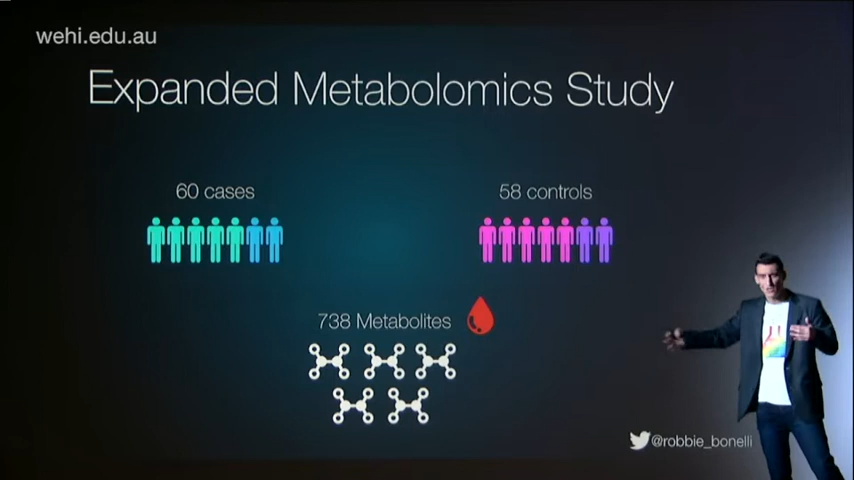 wehi.edu.au
Expanded Metabolomics Study
60 cases
58 controls
738 Metabolites
@robbie_bonelli